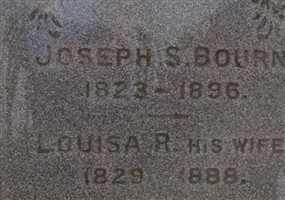 JOSEPH S. BOURN
1823 - 1896.
LOUISA R. HIS WIFE
1829 1888.